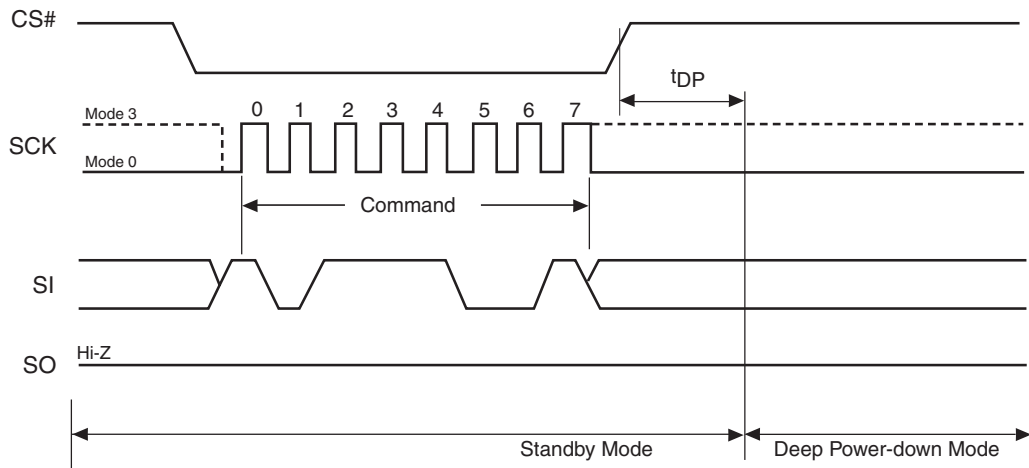 CS#
tDP
Mode 3
0 1 2 3 4 5 6 7
SCK
Mode 0
Command
SI
Hi-Z
SO
Standby Mode
Deep Power-down Mode